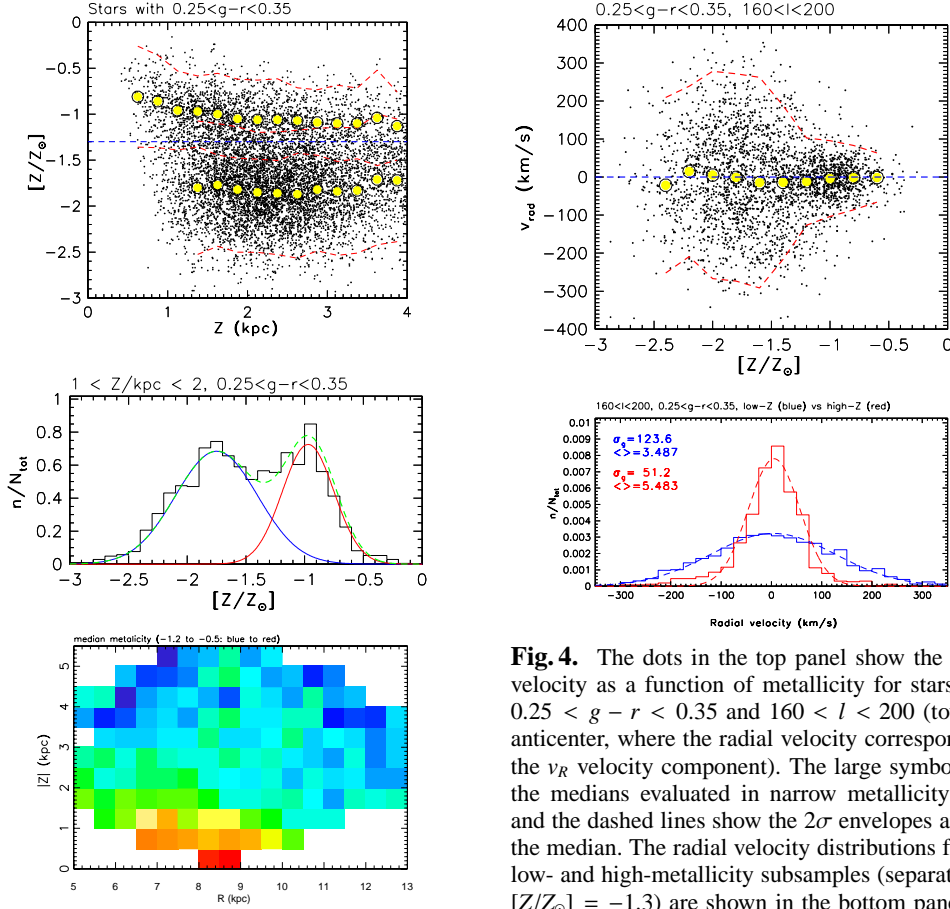 Stars with 0.25<g−r<0.35
0
−0.5
−1
−1.5
−2
−2.5
−3
[Z/Z⊙]
0 1 2 3 4
Z (kpc)
1 < Z/kpc < 2, 0.25<g−r<0.35
0.8
0.6
0.4
0.2
0
n/Ntot
−3 −2.5 −2 −1.5 −1 −0.5 0
[Z/Z⊙]
median metalicity (−1.2 to −0.5: blue to red)
5
4
3
2
1
0
|Z| (kpc)
5 6 7 8 9 10 11 12 13
R (kpc)
0.25<g−r<0.35, 160<l<200
400
300
200
100
0
−100
−200
−300
−400
vrad (km/s)
−3 −2.5 −2 −1.5 −1 −0.5 0
[Z/Z⊙]
160<l<200, 0.25<g−r<0.35, low−Z (blue) vs high−Z (red)
0.01
0.009
0.008
0.007
0.006
0.005
0.004
0.003
0.002
0.001
0
n/Ntot
σg=123.6
<>=3.487
σg= 51.2
<>=5.483
−300 −200 −100 0 100 200 300
Radial velocity (km/s)
Fig. 4. The dots in the top panel show the
velocity as a function of metallicity for stars
0.25 < g − r < 0.35 and 160 < l < 200 (to
anticenter, where the radial velocity correspon
the vR velocity component). The large symbo
the medians evaluated in narrow metallicity
and the dashed lines show the 2σ envelopes a
the median. The radial velocity distributions f
low- and high-metallicity subsamples (separat
[Z/Z⊙] = −1.3) are shown in the bottom pane